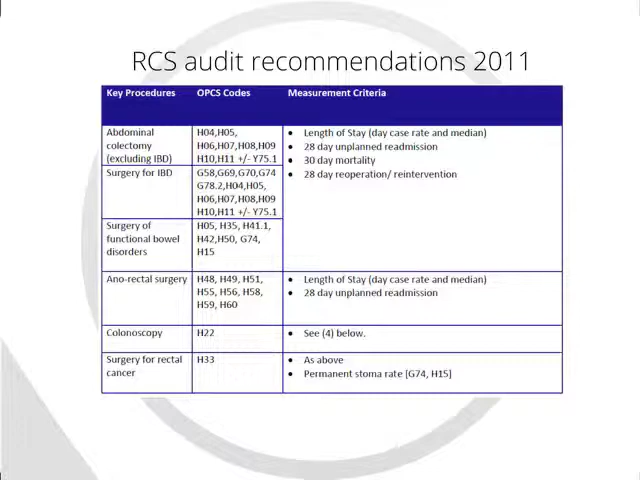 RCS audit recommendations 2011
Key Procedures OPCS Codes Measurement Criteria
Abdominal
colectomy
(excluding IBD)
H04,H05,
H06,H07,H08,H09
H10,H11 +/- Y75.1
• Length of Stay (day case rate and median)
• 28 day unplanned readmission
• 30 day mortality
• 28 day reoperation/ reintervention
Surgery for IBD
G58,G69,G70,G74
G78.2,H04,H05,
H06,H07,H08,H09
H10,H11 +/- Y75.1
Surgery of
functional bowel
disorders
H05, H35, H41.1,
H42,H50, G74,
H15
Ano-rectal surgery
H48, H49, H51,
H55, H56, H58,
H59, H60
• Length of Stay (day case rate and median)
• 28 day unplanned readmission
Colonoscopy
H22
• See (4) below.
Surgery for rectal
cancer
H33
• As above
• Permanent stoma rate [G74, H15]